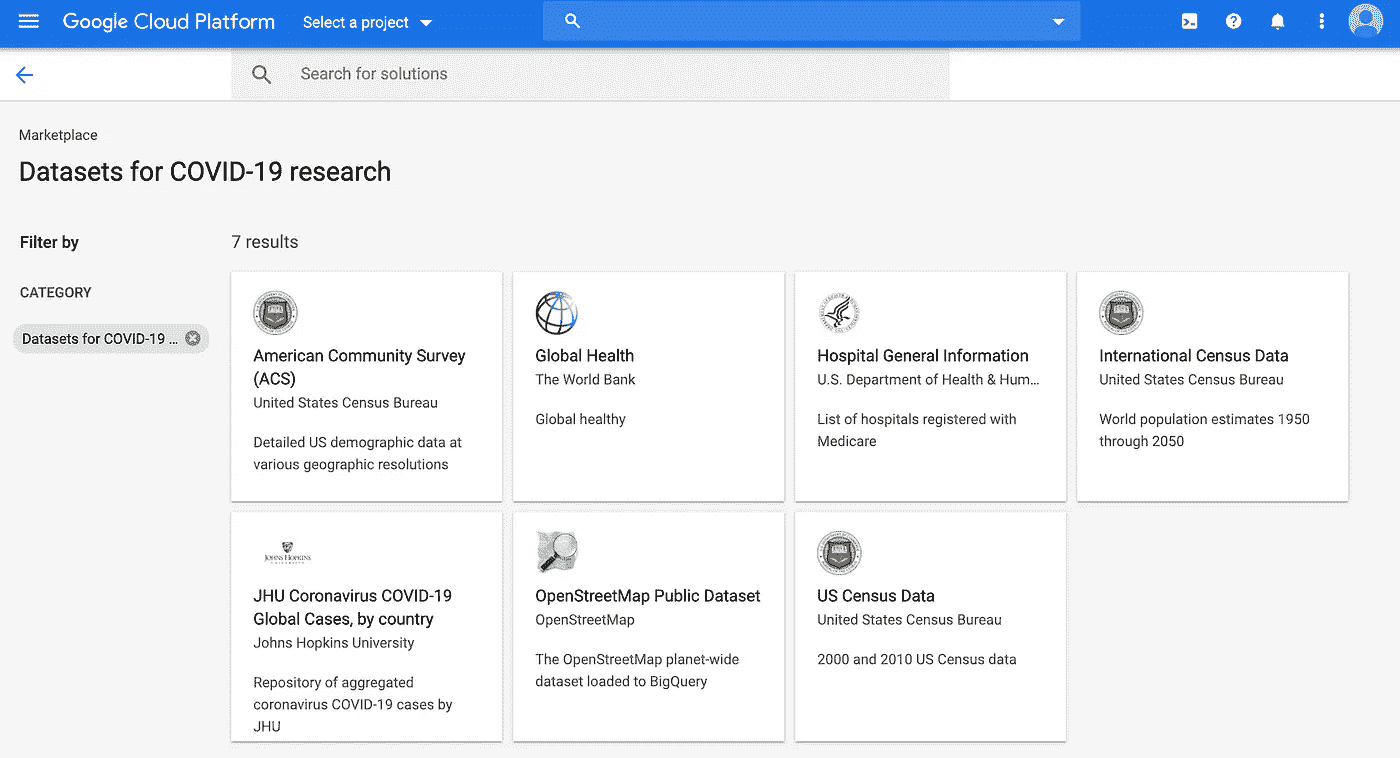 Google Cloud Platform
Select a project
Search for solutions
Marketplace
Datasets for COVID-19 research
Filter by
7 results
CATEGORY
Datasets for COVID-19 ...
American Community Survey
(ACS)
United States Census Bureau
Detailed US demographic data at
various geographic resolutions
Global Health
The World Bank
Global healthy
Hospital General Information
U.S. Department of Health & Hum...
List of hospitals registered with
Medicare
International Census Data
United States Census Bureau
World population estimates 1950
through 2050
JOHNS HOPKINS
UNIVERSITY
JHU Coronavirus COVID-19
Global Cases, by country
Johns Hopkins University
Repository of aggregated
coronavirus COVID-19 cases by
JHU
OpenStreetMap Public Dataset
OpenStreetMap
The OpenStreetMap planet-wide
dataset loaded to BigQuery
US Census Data
United States Census Bureau
2000 and 2010 US Census data